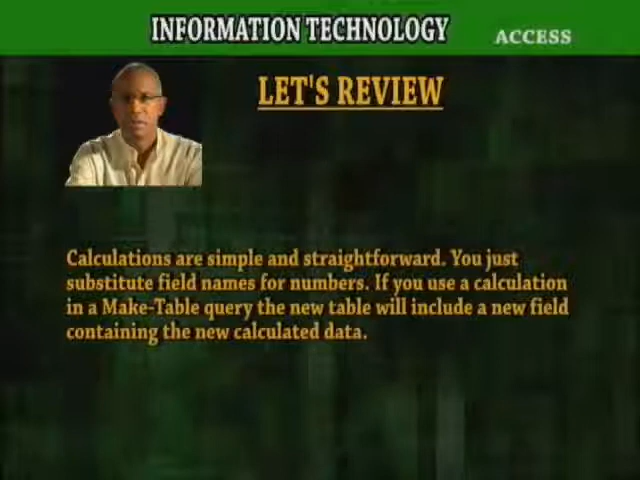 INFORMATION TECHNOLOGY ACCESS
LET'S REVIEW
Calculations are simple and straightforward. You just
substitute field names for numbers. If you use a calculation
in a Make-Table query the new table will include a new field
containing the new calculated data.